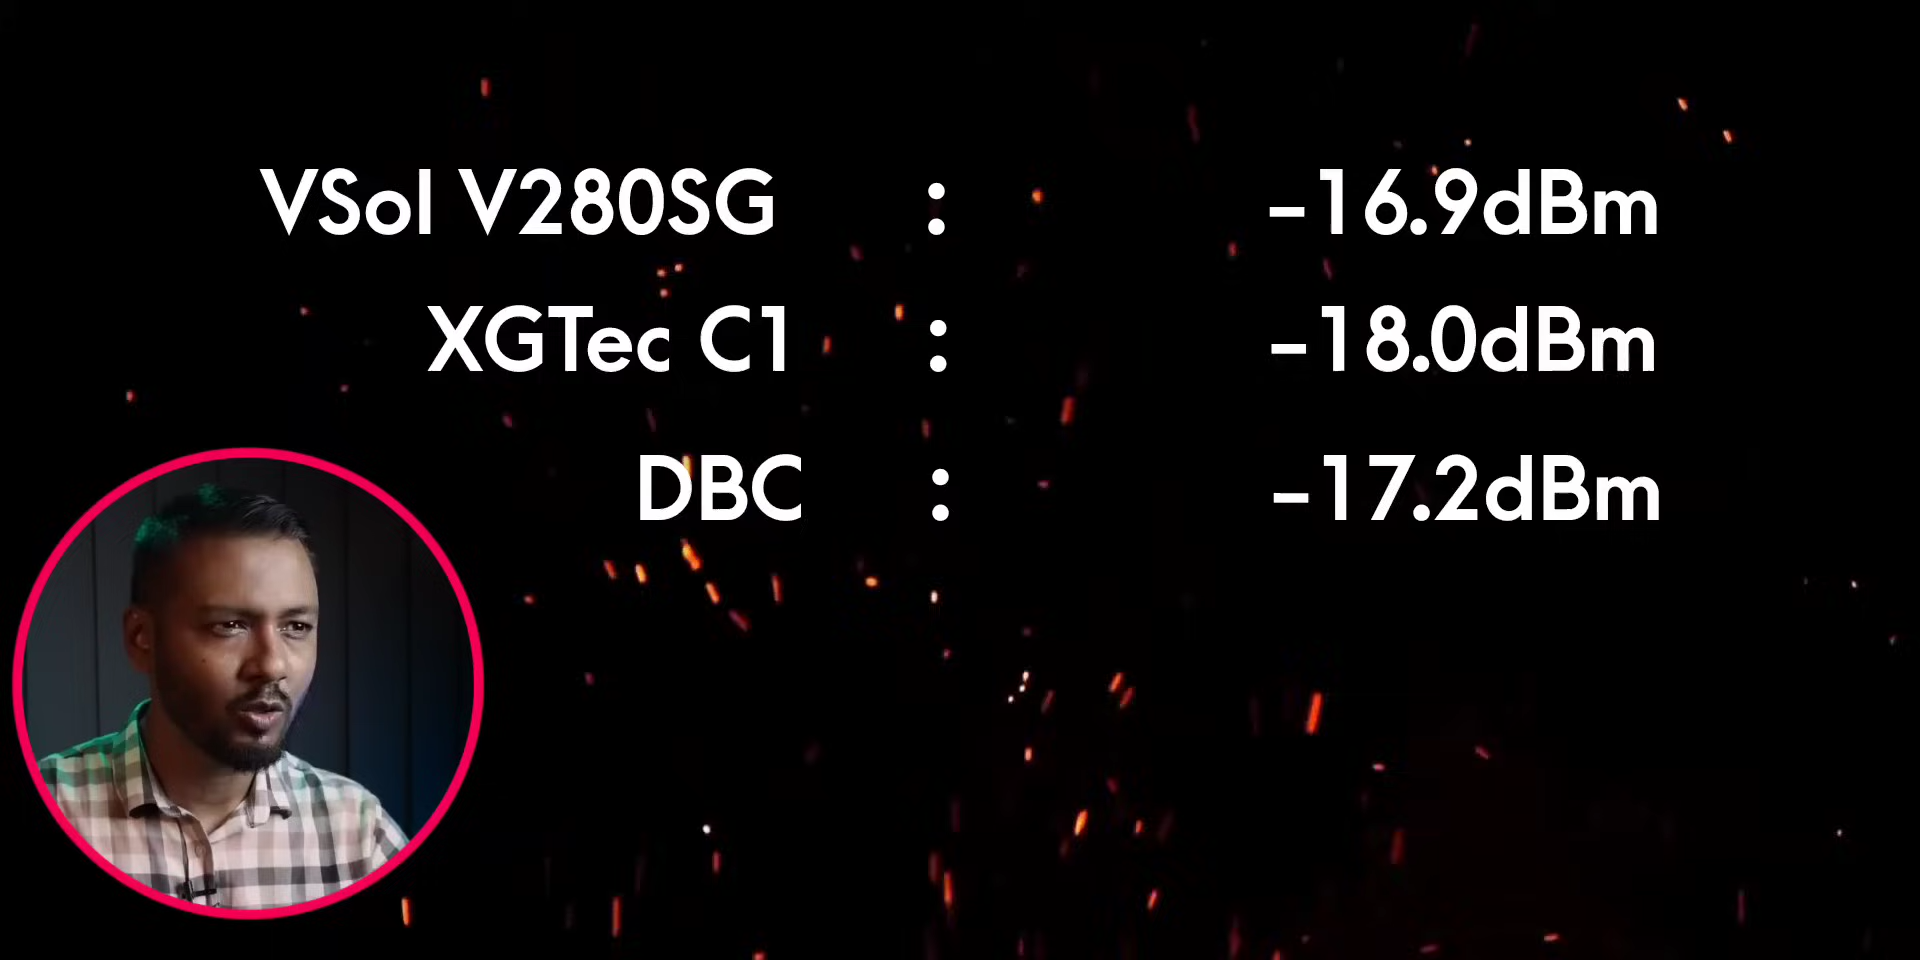 VSol V280SG : -16.9dBm
XGTec C1 : -18.0dBm
DBC : -17.2dBm